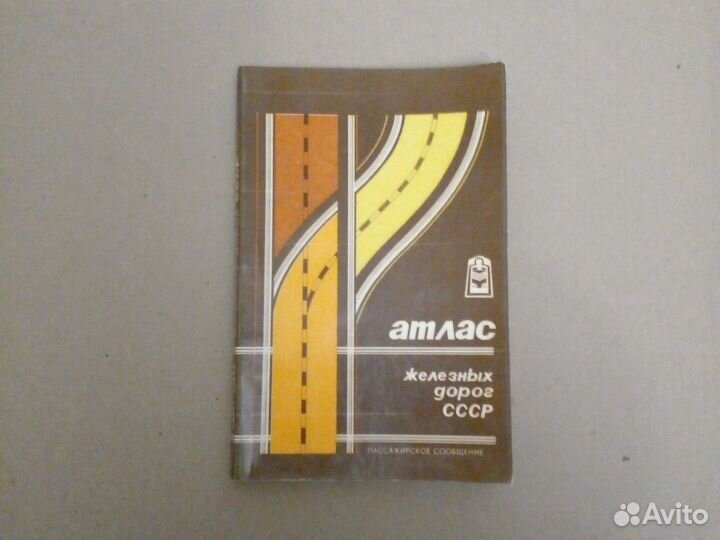 атлас
железных
дорог
СССР
ПАССАЖИРСКОЕ СООБЩЕНИЕ
Avito